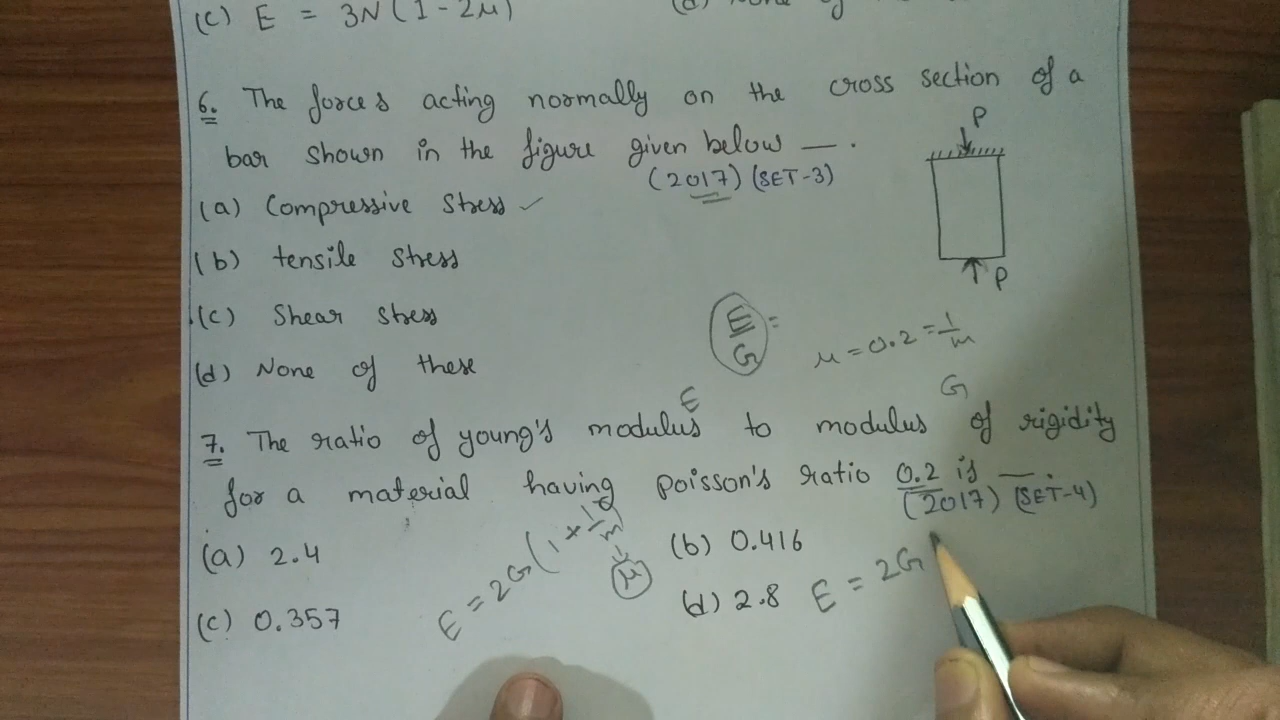 (c) E = 3N(1-2μ)
6. The forces acting normally on the cross section of a
bar shown in the figure given below — .
(2017) (SET-3)
P
(a) Compressive Stress ✓
(b) tensile stress
P
(c) Shear stress
E/G =
μ = 0.2 = 1/m
(d) None of these
E
G
7. The ratio of young's modulus to modulus of rigidity
for a material having poisson's ratio 0.2 is — .
(2017) (SET-4)
(a) 2.4
(b) 0.416
E = 2G(1+1/m)
μ
(c) 0.357
(d) 2.8
E = 2G